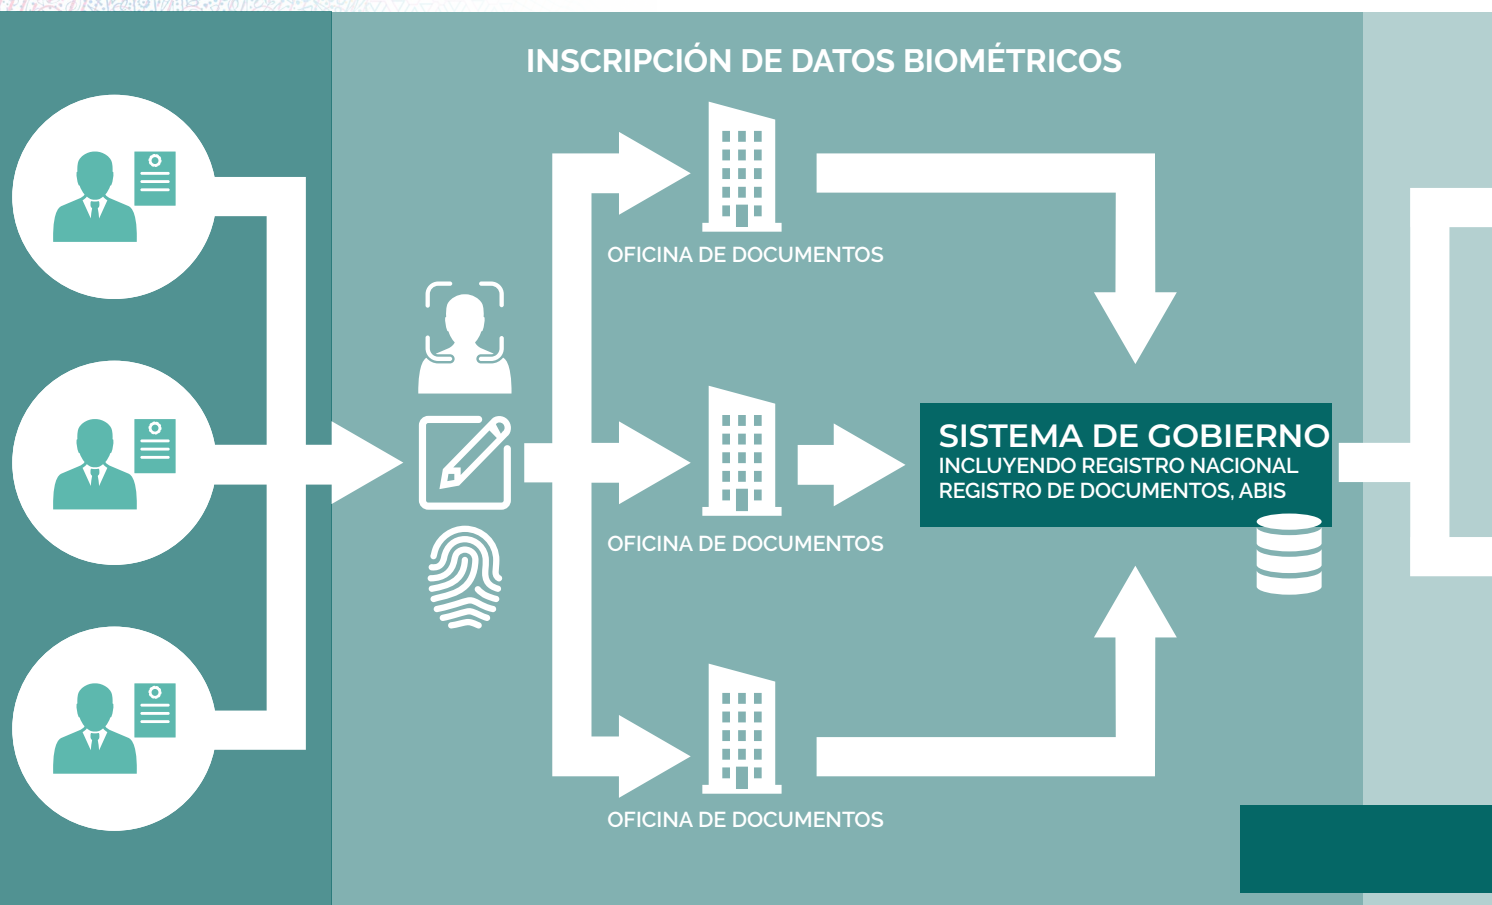 INSCRIPCIÓN DE DATOS BIOMÉTRICOS
OFICINA DE DOCUMENTOS
OFICINA DE DOCUMENTOS
SISTEMA DE GOBIERNO
INCLUYENDO REGISTRO NACIONAL
REGISTRO DE DOCUMENTOS, ABIS
OFICINA DE DOCUMENTOS